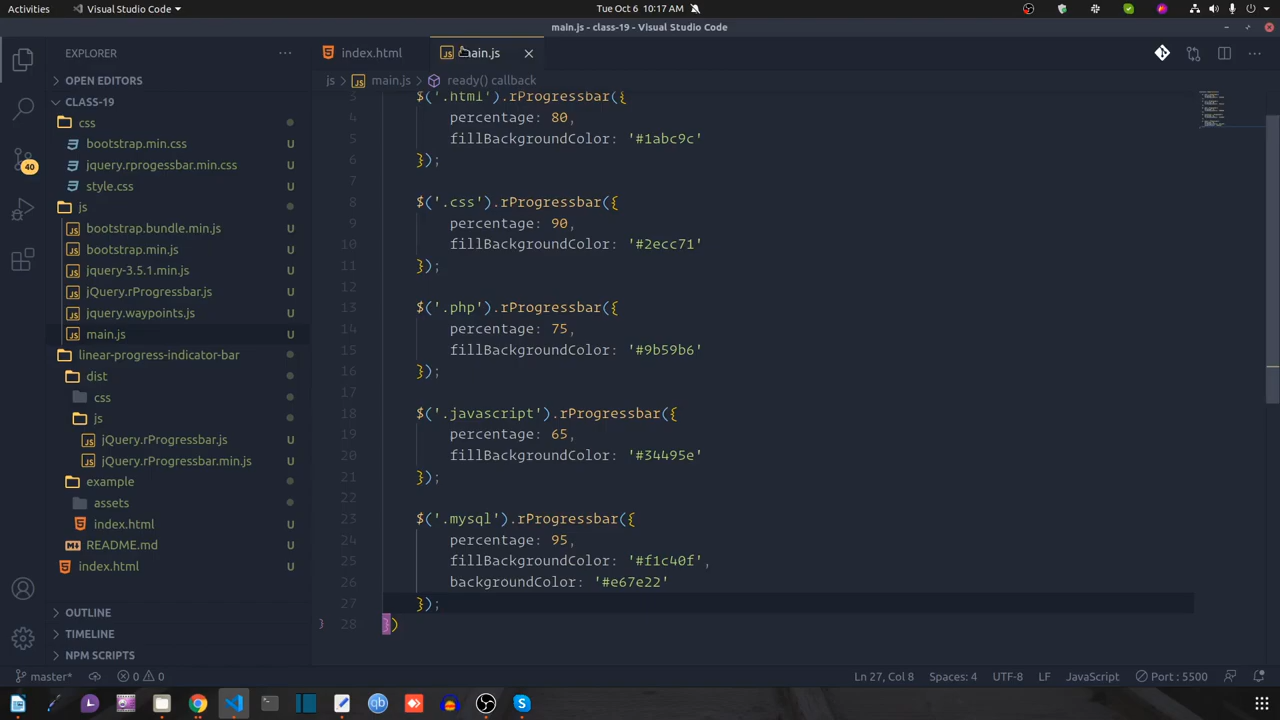 Activities
Visual Studio Code
Tue Oct 6 10:17 AM
main.js - class-19 - Visual Studio Code
EXPLORER
index.html
main.js
OPEN EDITORS
js
main.js
ready() callback
CLASS-19
css
bootstrap.min.css
jquery.rprogessbar.min.css
style.css
js
bootstrap.bundle.min.js U
bootstrap.min.js U
jquery-3.5.1.min.js U
jQuery.rProgressbar.js U
jquery.waypoints.js U
main.js U
linear-progress-indicator-bar
dist
css
js
jQuery.rProgressbar.js U
jQuery.rProgressbar.min.js U
example
assets
index.html U
README.md U
index.html U
OUTLINE
TIMELINE
NPM SCRIPTS
40
3 $('.html').rProgressbar({
4 percentage: 80,
5 fillBackgroundColor: '#1abc9c'
6 });
7
8 $('.css').rProgressbar({
9 percentage: 90,
10 fillBackgroundColor: '#2ecc71'
11 });
12
13 $('.php').rProgressbar({
14 percentage: 75,
15 fillBackgroundColor: '#9b59b6'
16 });
17
18 $('.javascript').rProgressbar({
19 percentage: 65,
20 fillBackgroundColor: '#34495e'
21 });
22
23 $('.mysql').rProgressbar({
24 percentage: 95,
25 fillBackgroundColor: '#f1c40f',
26 backgroundColor: '#e67e22'
27 });
} 28 })
master*
0 0
Ln 27, Col 8
Spaces: 4
UTF-8
LF
JavaScript
Port : 5500